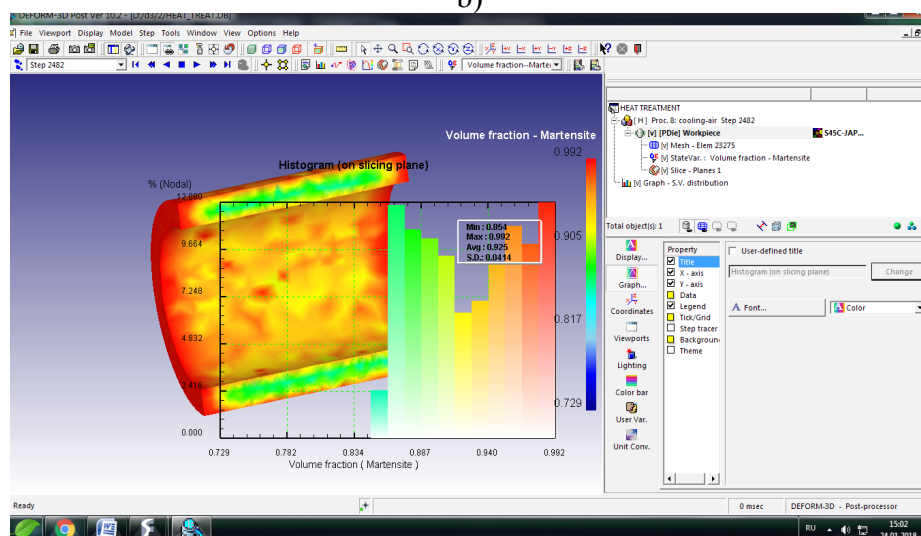 b)
DEFORM-3D Post Ver 10.2 - [D:/d3/2/HEAT_TREAT.DB]
File Viewport Display Model Step Tools Window View Options Help
Step 2482
Volume fraction--Marte
Volume fraction - Martensite
0.992
0.905
0.817
0.729
Histogram (on slicing plane)
% (Nodal)
12.080
9.664
7.248
4.832
2.416
0.000
Min : 0.854
Max : 0.992
Avg : 0.925
S.D.: 0.0414
0.729 0.782 0.834 0.887 0.940 0.992
Volume fraction ( Martensite )
HEAT TREATMENT
[H] Proc. 8: cooling-air Step 2482
[v] [PDie] Workpiece S45C-JAP...
[v] Mesh - Elem 23275
[v] StateVar. : Volume fraction - Martensite
[v] Slice - Planes 1
[v] Graph - S.V. distribution
Total object(s): 1
Display...
Graph...
Coordinates
Viewports
Lighting
Color bar
User Var.
Unit Conv.
Property
Title
X - axis
Y - axis
Data
Legend
Tick/Grid
Step tracer
Background
Theme
User-defined title
Histogram (on slicing plane)
Change
A Font...
Color
Ready
0 msec
DEFORM-3D - Post-processor
RU
15:02
24.01.2018